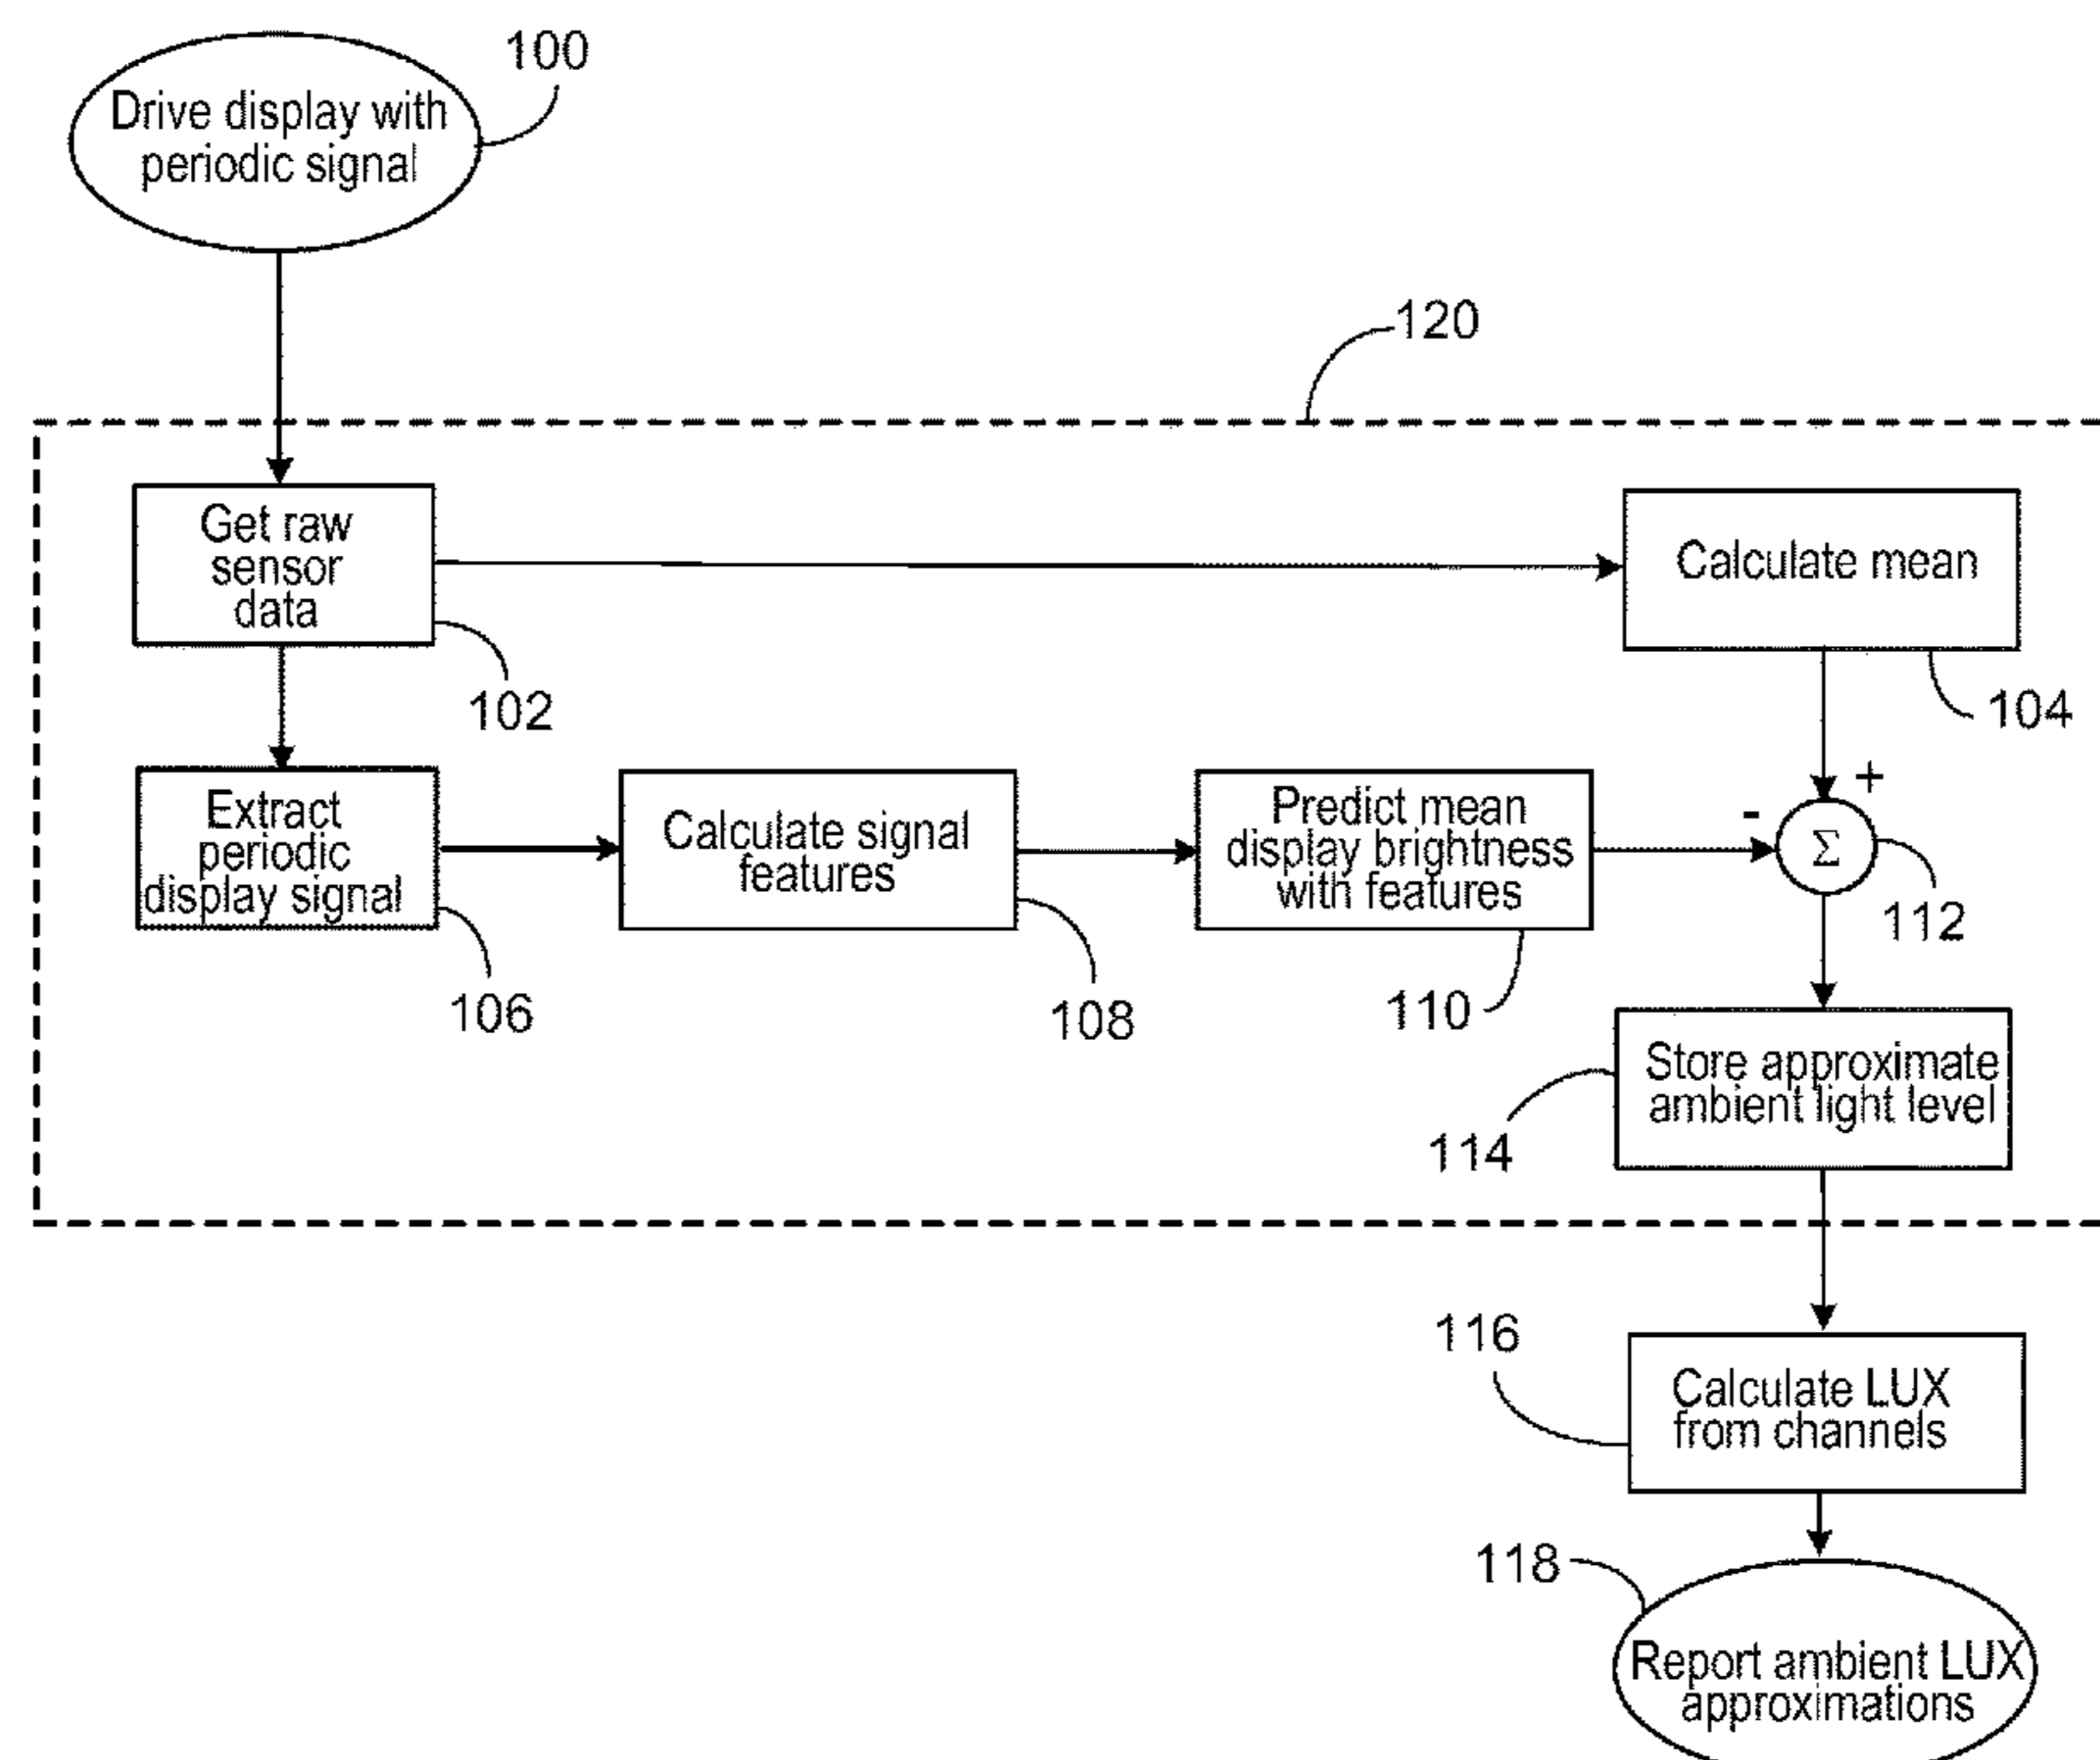 100
Drive display with
periodic signal
120
Get raw
sensor
data
102
Calculate mean
104
Extract
periodic
display signal
106
Calculate signal
features
108
Predict mean
display brightness
with features
110
-
+
Σ
112
Store approximate
ambient light level
114
116
Calculate LUX
from channels
118
Report ambient LUX
approximations